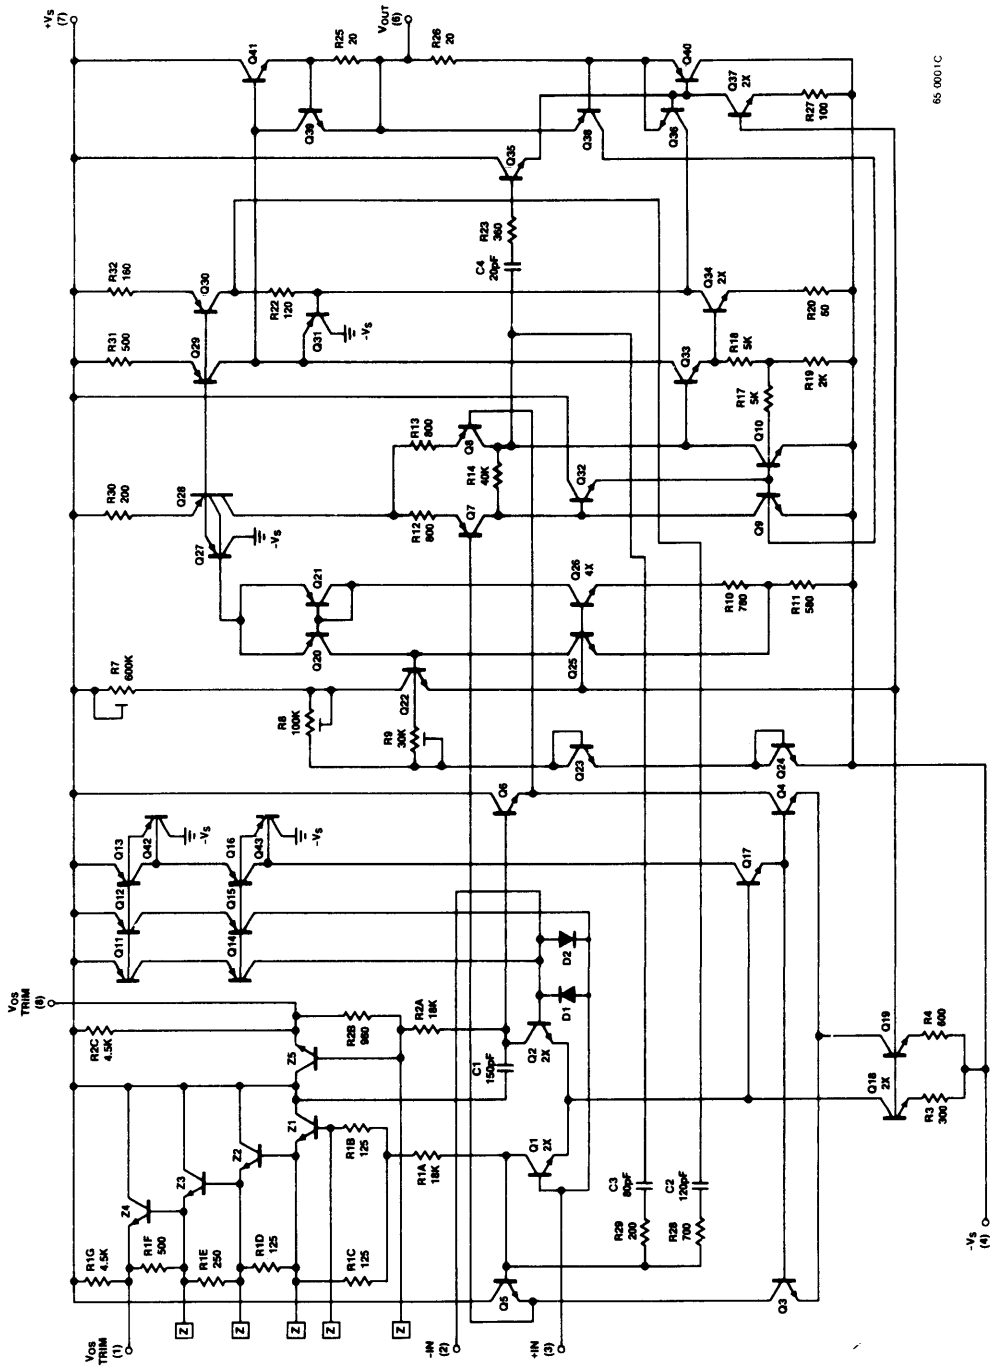 +Vs
(7)
VOUT
(6)
R25
20
R26
20
Q41
Q39
Q38
Q40
Q37
2X
Q36
R27
100
65 0001C
Q35
R32
160
Q30
R22
120
Q31
-Vs
R23
360
C4
20pF
Q34
2X
R20
60
R31
500
Q29
Q33
R18
5K
R17
5K
R19
2K
R30
200
Q28
Q27
-Vs
R13
800
R12
800
Q8
Q7
R14
40K
Q32
Q10
Q9
Q21
Q20
Q26
4X
Q25
R10
780
R11
580
R7
600K
R8
100K
R9
30K
Q22
Q23
Q24
Q6
Q4
Q13
Q42
-Vs
Q16
Q43
-Vs
Q12
Q15
Q11
Q14
Q17
D2
D1
VOS
TRIM
(8)
R2C
4.5K
R2B
980
R2A
18K
Z5
C1
150pF
Q2
2X
Q19
R4
600
Q18
2X
R3
300
Z1
Z2
Z3
Z4
R1B
125
R1A
18K
Q1
2X
C3
80pF
C2
120pF
R29
200
R28
700
R1G
4.5K
R1F
500
R1E
250
R1D
125
R1C
125
Z
Z
Z
Z
Z
Q5
Q3
VOS
TRIM
(1)
-IN
(2)
+IN
(3)
-Vs
(4)